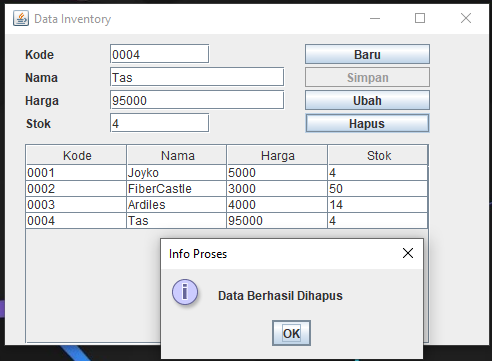 Data Inventory
Kode 0004 Baru
Nama Tas Simpan
Harga 95000 Ubah
Stok 4 Hapus
Kode Nama Harga Stok
0001 Joyko 5000 4
0002 FiberCastle 3000 50
0003 Ardiles 4000 14
0004 Tas 95000 4
Info Proses
Data Berhasil Dihapus
OK